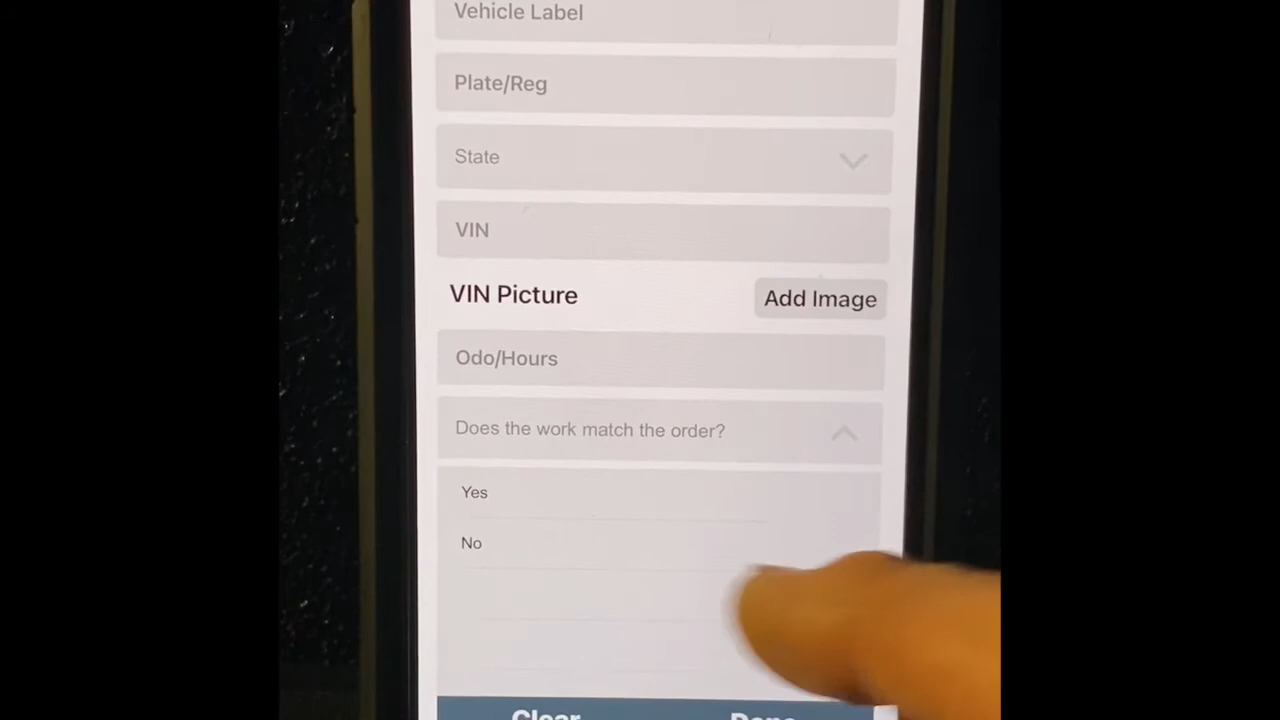 Vehicle Label
Plate/Reg
State
VIN
VIN Picture
Add Image
Odo/Hours
Does the work match the order?
Yes
No
Clear
Done